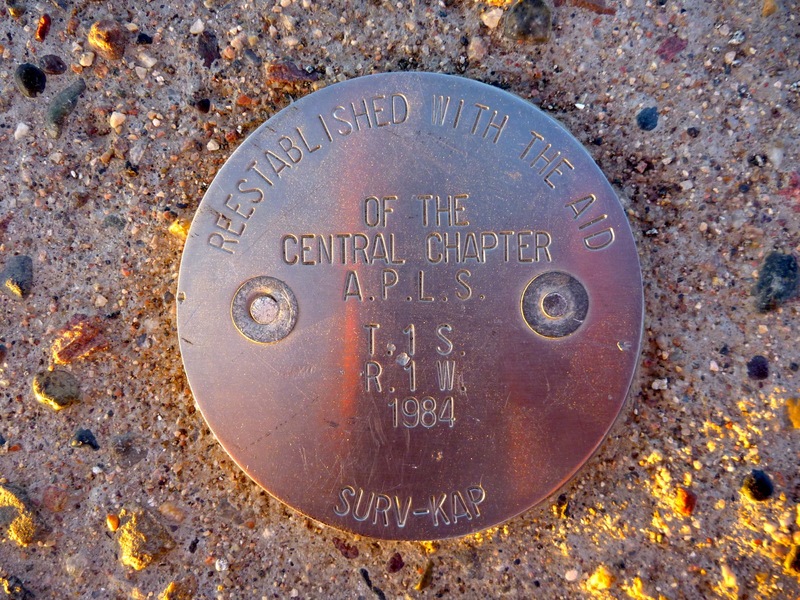 REESTABLISHED WITH THE AID
OF THE
CENTRAL CHAPTER
A.P.L.S.
T.1 S.
R.1 W.
1984
SURV-KAP